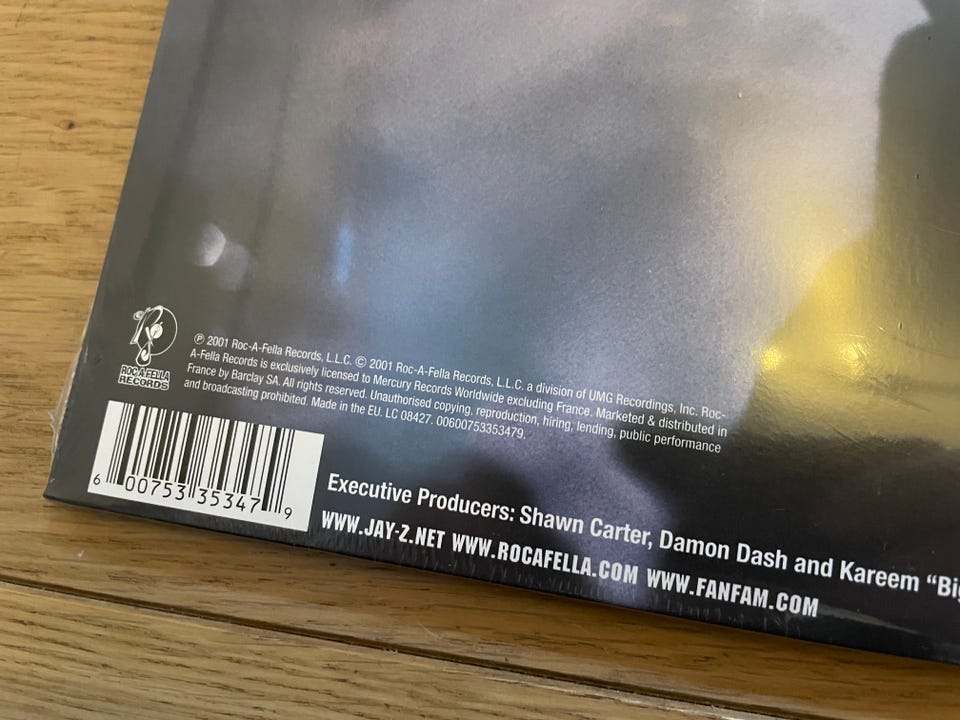 ROC-A-FELLA
RECORDS
℗ 2001 Roc-A-Fella Records, L.L.C. © 2001 Roc-A-Fella Records, L.L.C. a division of UMG Recordings, Inc. Roc-
A-Fella Records is exclusively licensed to Mercury Records Worldwide excluding France. Marketed & distributed in
France by Barclay SA. All rights reserved. Unauthorised copying, reproduction, hiring, lending, public performance
and broadcasting prohibited. Made in the EU. LC 08427. 00600753353479.
6 00753 35347 9
Executive Producers: Shawn Carter, Damon Dash and Kareem “Big
WWW.JAY-Z.NET WWW.ROCAFELLA.COM WWW.FANFAM.COM